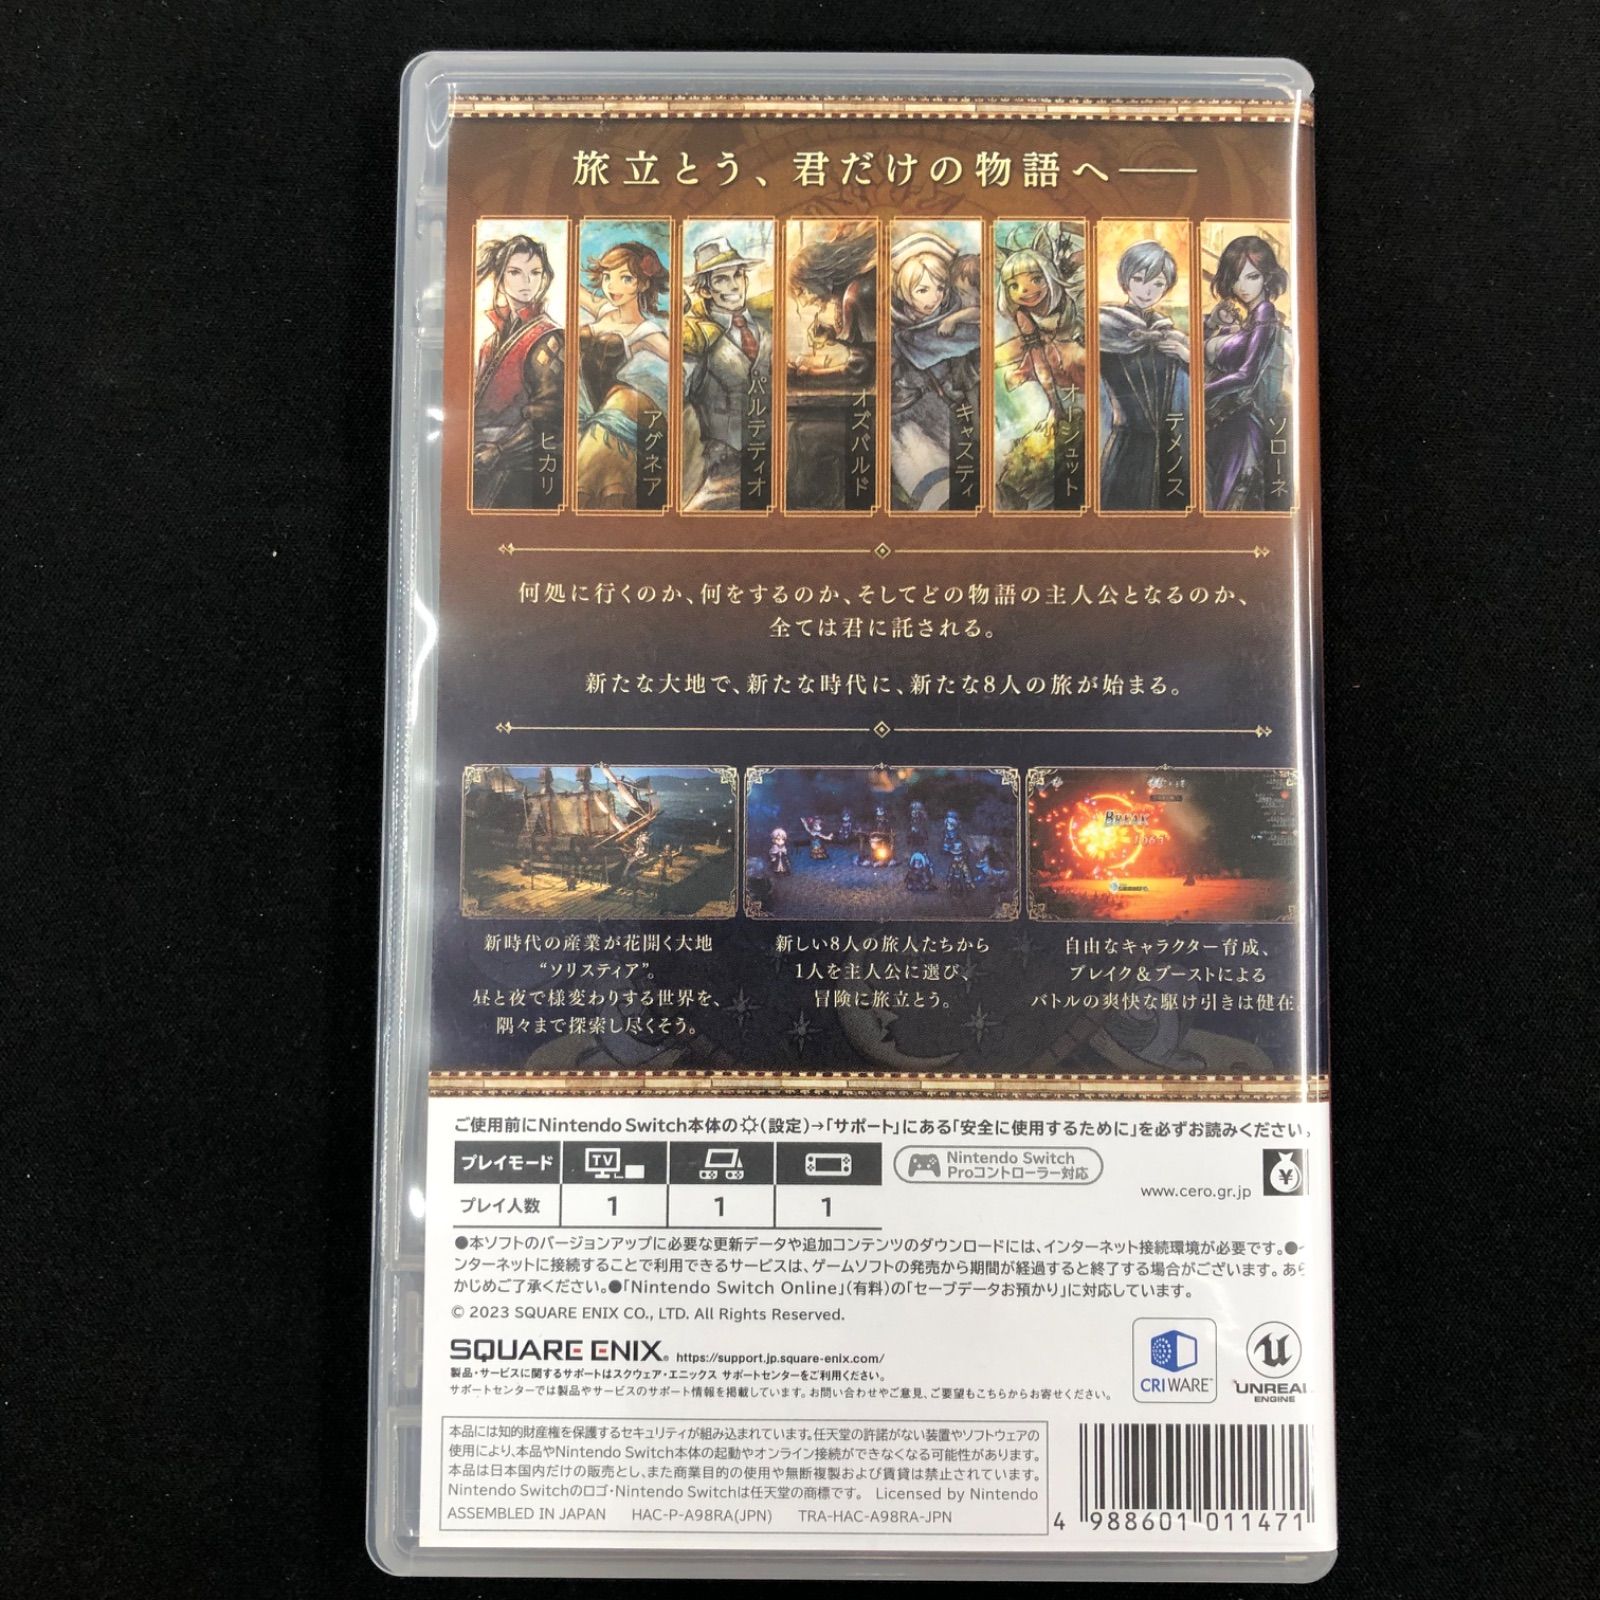 旅立とう、君だけの物語へ――
ヒカリ
アグネア
パルテティオ
オズバルド
キャスティ
オーシュット
テメノス
ソローネ
何処に行くのか、何をするのか、そしてどの物語の主人公となるのか、
全ては君に託される。
新たな大地で、新たな時代に、新たな8人の旅が始まる。
BREAK
新時代の産業が花開く大地
“ソリスティア”。
昼と夜で様変わりする世界を、
隅々まで探索し尽くそう。
新しい8人の旅人たちから
1人を主人公に選び、
冒険に旅立とう。
自由なキャラクター育成、
ブレイク&ブーストによる
バトルの爽快な駆け引きは健在。
ご使用前にNintendo Switch本体の(設定)→「サポート」にある「安全に使用するために」を必ずお読みください。
プレイモード TV
プレイ人数 1 1 1
Nintendo Switch
Proコントローラー対応
www.cero.gr.jp
●本ソフトのバージョンアップに必要な更新データや追加コンテンツのダウンロードには、インターネット接続環境が必要です。●イ
ンターネットに接続することで利用できるサービスは、ゲームソフトの発売から期間が経過すると終了する場合がございます。あら
かじめご了承ください。●「Nintendo Switch Online」(有料)の「セーブデータお預かり」に対応しています。
© 2023 SQUARE ENIX CO., LTD. All Rights Reserved.
SQUARE ENIX® https://support.jp.square-enix.com/
製品・サービスに関するサポートはスクウェア・エニックス サポートセンターをご利用ください。
サポートセンターでは製品やサービスのサポート情報を掲載しています。お問い合わせやご意見、ご要望もこちらからお寄せください。
CRIWARE™
UNREAL
ENGINE
本品には知的財産権を保護するセキュリティが組み込まれています。任天堂の許諾がない装置やソフトウェアの
使用により、本品やNintendo Switch本体の起動やオンライン接続ができなくなる可能性があります。
本品は日本国内だけの販売とし、また商業目的の使用や無断複製および賃貸は禁止されています。
Nintendo Switchのロゴ・Nintendo Switchは任天堂の商標です。 Licensed by Nintendo
ASSEMBLED IN JAPAN HAC-P-A98RA(JPN) TRA-HAC-A98RA-JPN
4 988601 011471